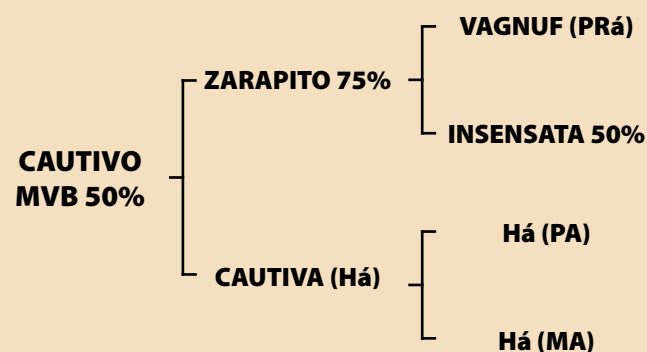 VAGNUF (PRá)
ZARAPITO 75%
INSENSATA 50%
CAUTIVO
MVB 50%
Há (PA)
CAUTIVA (Há)
Há (MA)